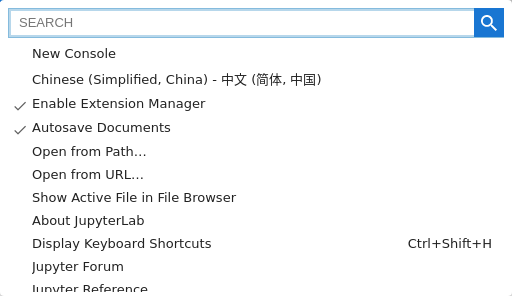 SEARCH
New Console
Chinese (Simplified, China) - 中文 (简体, 中国)
Enable Extension Manager
Autosave Documents
Open from Path…
Open from URL…
Show Active File in File Browser
About JupyterLab
Display Keyboard Shortcuts Ctrl+Shift+H
Jupyter Forum
Jupyter Reference